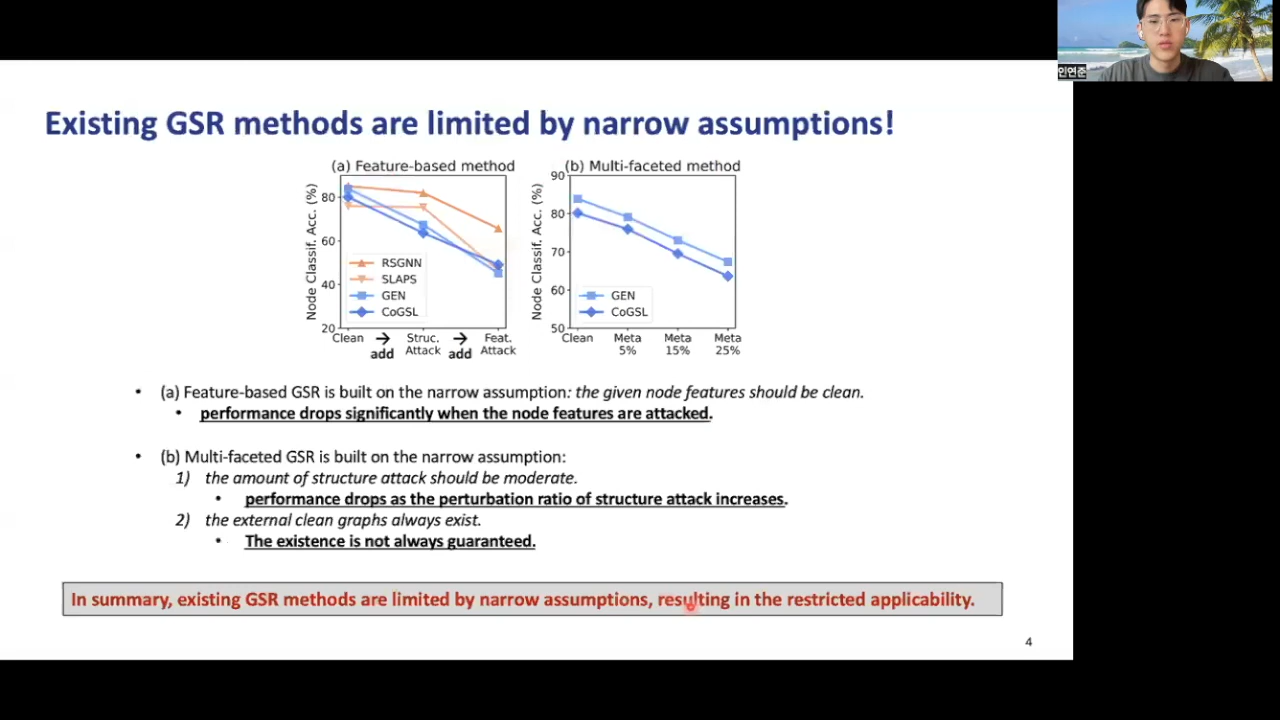 인연준
Existing GSR methods are limited by narrow assumptions!
(a) Feature-based method
Node Classif. Acc. (%)
80
60
40
20
RSGNN
SLAPS
GEN
CoGSL
Clean → add Struc. Attack → add Feat. Attack
(b) Multi-faceted method
Node Classif. Acc. (%)
90
80
70
60
50
GEN
CoGSL
Clean Meta 5% Meta 15% Meta 25%
• (a) Feature-based GSR is built on the narrow assumption: the given node features should be clean.
• performance drops significantly when the node features are attacked.
• (b) Multi-faceted GSR is built on the narrow assumption:
1) the amount of structure attack should be moderate.
• performance drops as the perturbation ratio of structure attack increases.
2) the external clean graphs always exist.
• The existence is not always guaranteed.
In summary, existing GSR methods are limited by narrow assumptions, resulting in the restricted applicability.
4